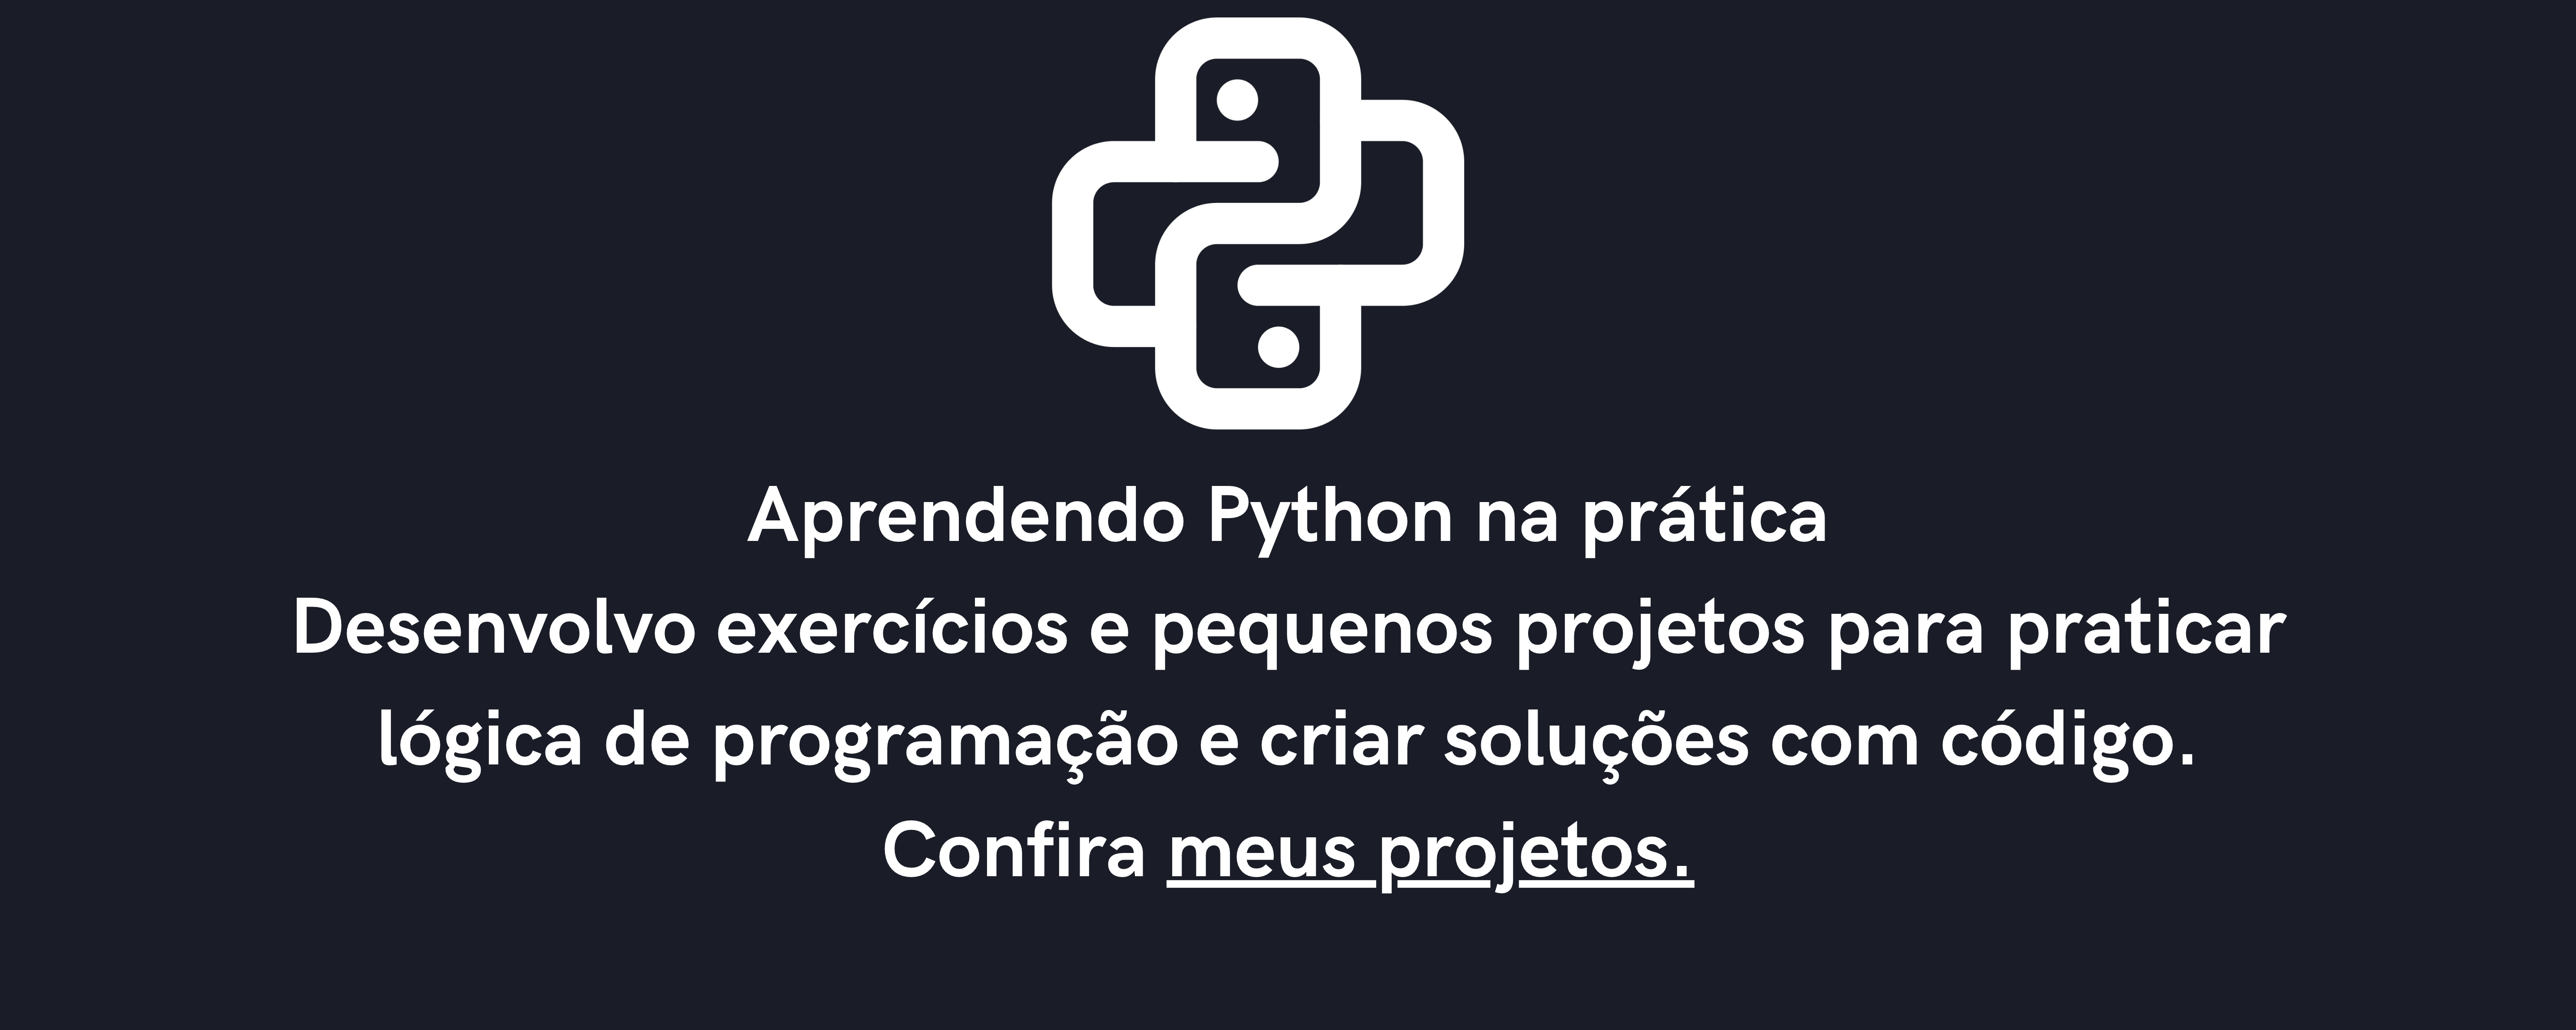 Aprendendo Python na prática
Desenvolvo exercícios e pequenos projetos para praticar
lógica de programação e criar soluções com código.
Confira meus projetos.